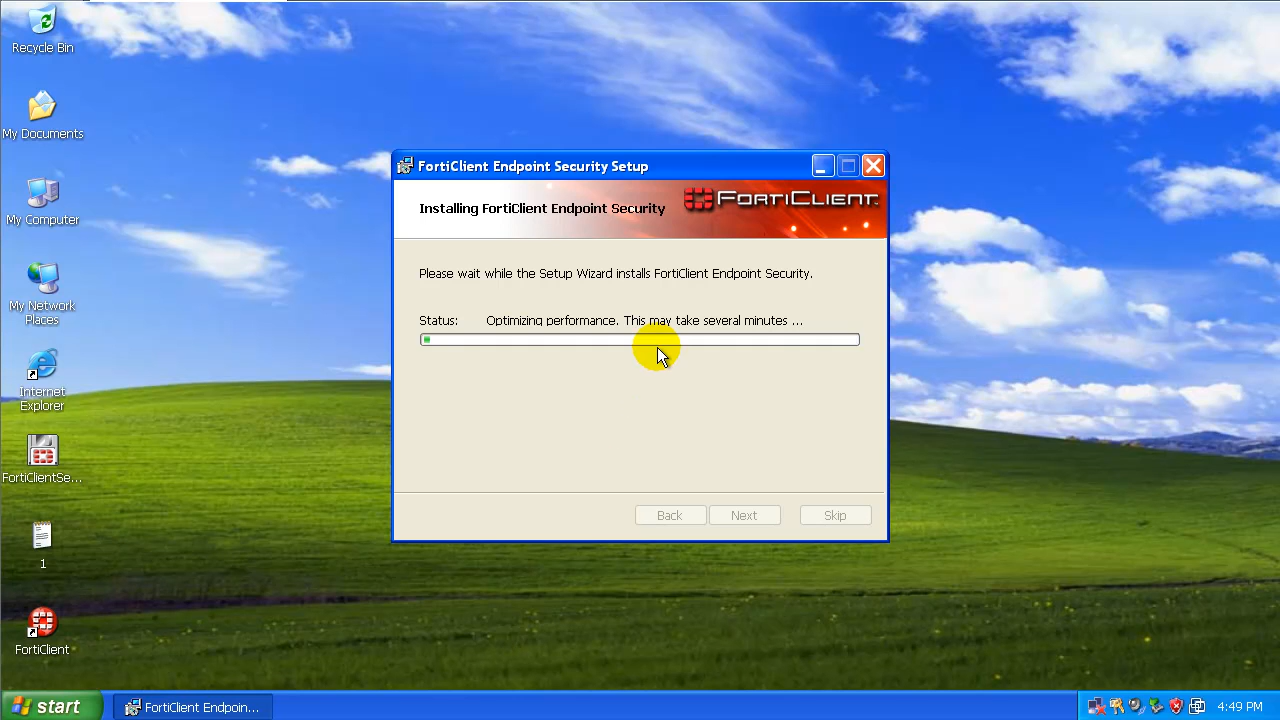 Recycle Bin
My Documents
My Computer
My Network
Places
Internet
Explorer
FortiClientSe...
1
FortiClient
FortiClient Endpoint Security Setup
Installing FortiClient Endpoint Security
FORTICLIENT
Please wait while the Setup Wizard installs FortiClient Endpoint Security.
Status: Optimizing performance. This may take several minutes ...
Back Next Skip
start
FortiClient Endpoin...
4:49 PM